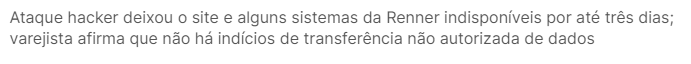 Ataque hacker deixou o site e alguns sistemas da Renner indisponíveis por até três dias;
varejista afirma que não há indícios de transferência não autorizada de dados